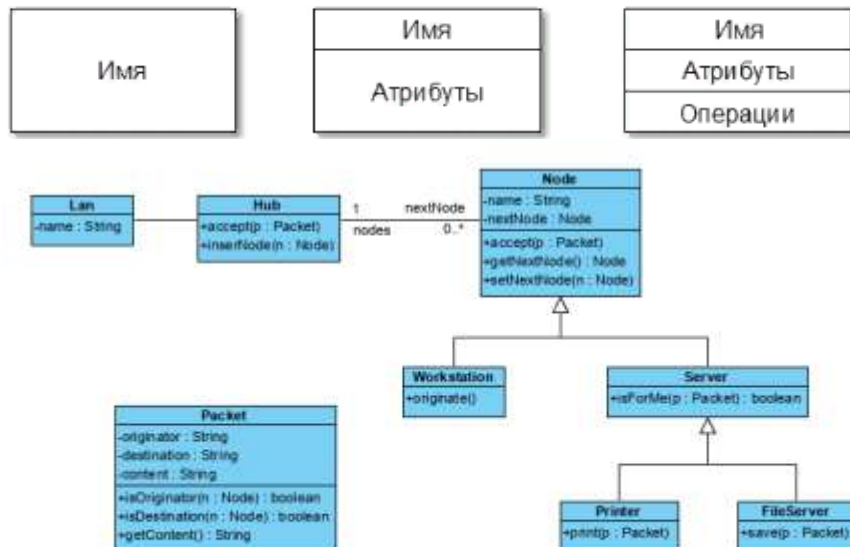 Имя
Имя
Атрибуты
Имя
Атрибуты
Операции
Lan
-name : String
Hub
+accept(p : Packet)
+inserNode(n : Node)
1
nodes
nextNode
0..*
Node
-name : String
-nextNode : Node
+accept(p : Packet)
+getNextNode() : Node
+setNextNode(n : Node)
Workstation
+originate()
Server
+isForMe(p : Packet) : boolean
Packet
-originator : String
-destination : String
-content : String
+isOriginator(n : Node) : boolean
+isDestination(n : Node) : boolean
+getContent() : String
Printer
+print(p : Packet)
FileServer
+save(p : Packet)